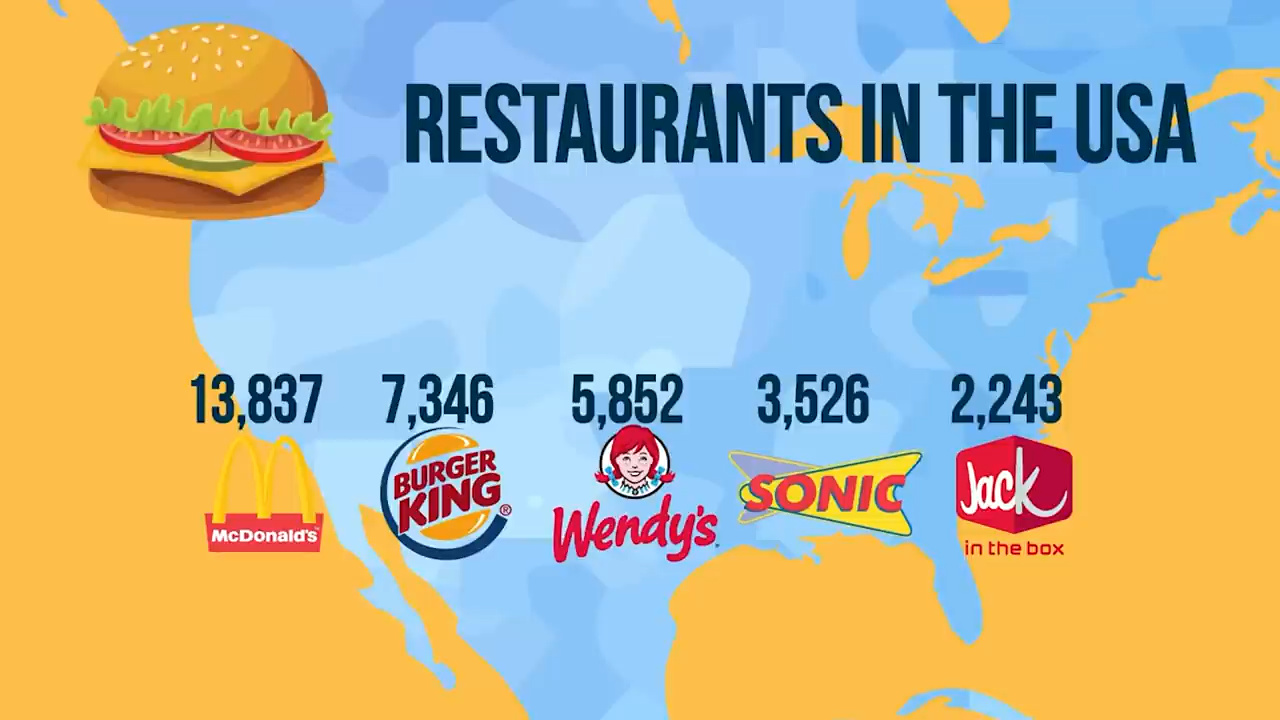 RESTAURANTS IN THE USA
13,837 7,346 5,852 3,526 2,243
McDonald's™
BURGER KING®
Wendy's
SONIC
Jack
in the box